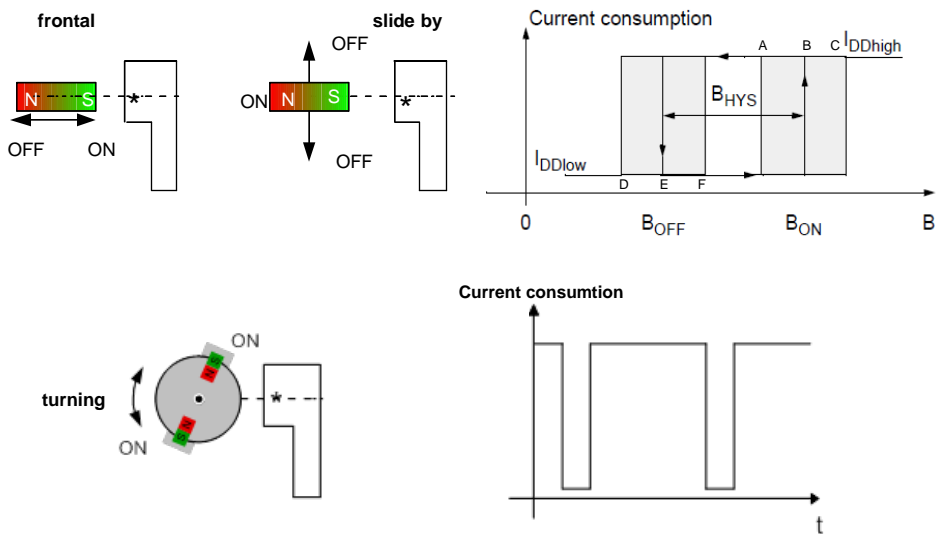 frontal
N S
*
OFF ON
slide by
OFF
ON N S
*
OFF
Current consumption
A B C IDDhigh
BHYS
IDDlow
D E F
0 BOFF BON B
turning
ON
S
N
N
S
ON
*
Current consumtion
t